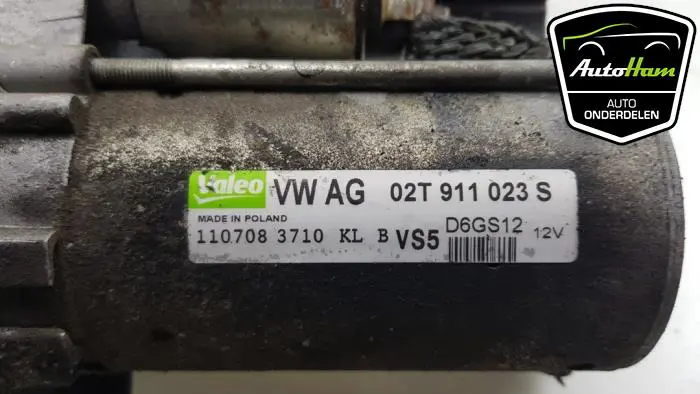 Valeo VW AG 02T 911 023 S
MADE IN POLAND
110708 3710 KL B VS5 D6GS12 12V
AutoHam
AUTO
ONDERDELEN